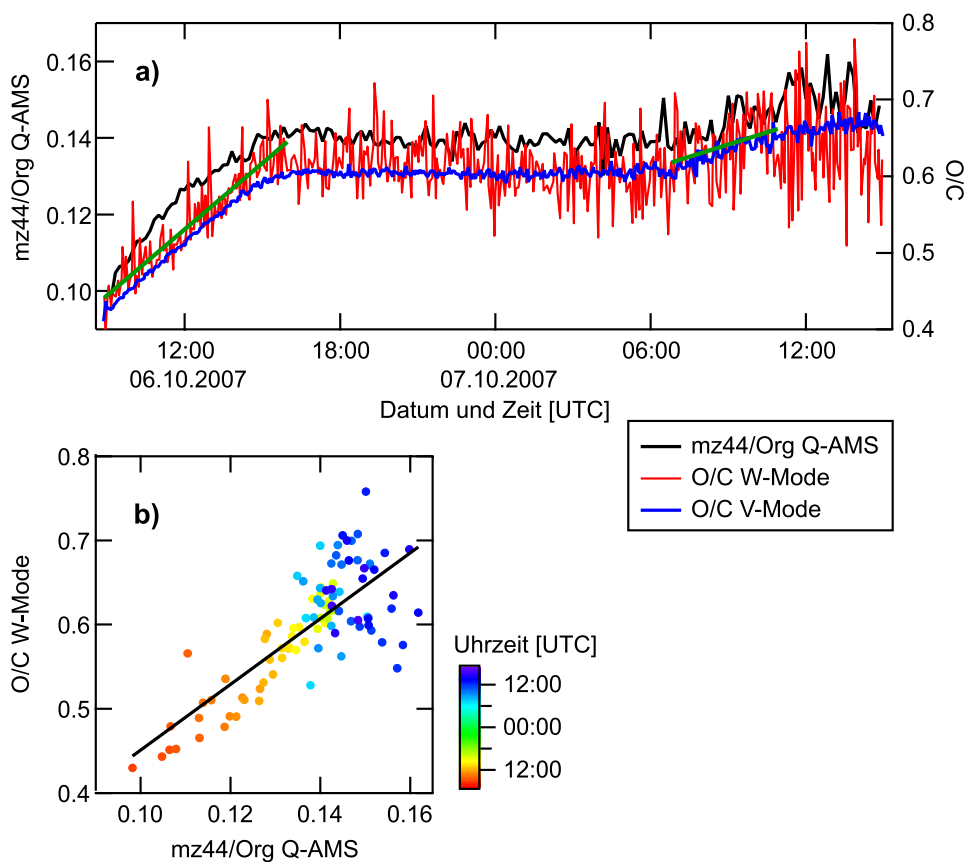 a)
mz44/Org Q-AMS
0.16
0.14
0.12
0.10
0.8
0.7
0.6
0.5
0.4
O/C
12:00 18:00 00:00 06:00 12:00
06.10.2007 07.10.2007
Datum und Zeit [UTC]
mz44/Org Q-AMS
O/C W-Mode
O/C V-Mode
b)
O/C W-Mode
0.8
0.7
0.6
0.5
0.4
0.10 0.12 0.14 0.16
mz44/Org Q-AMS
Uhrzeit [UTC]
12:00
00:00
12:00